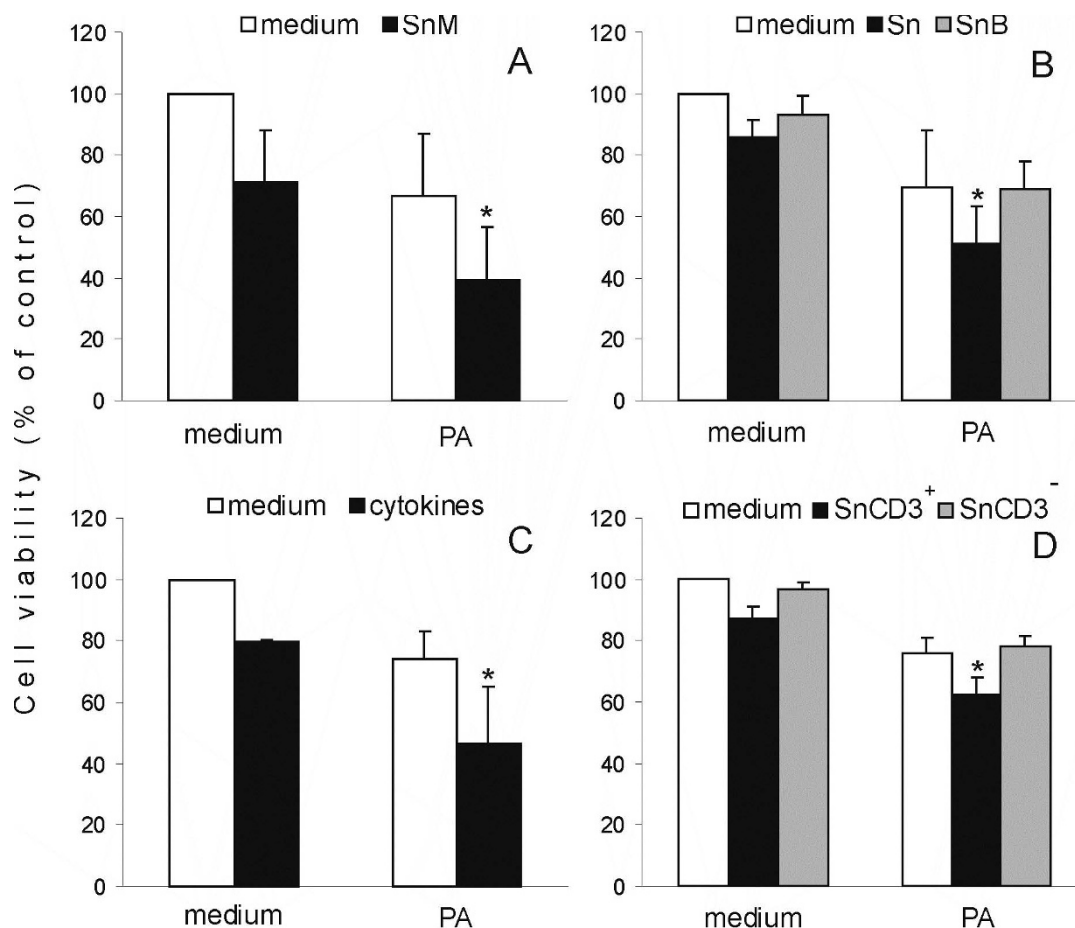 Cell viability (% of control)
medium SnM
A
120
100
80
60
40
20
0
*
medium PA
medium Sn SnB
B
120
100
80
60
40
20
0
*
medium PA
medium cytokines
C
120
100
80
60
40
20
0
*
medium PA
medium SnCD3⁺ SnCD3⁻
D
120
100
80
60
40
20
0
*
medium PA